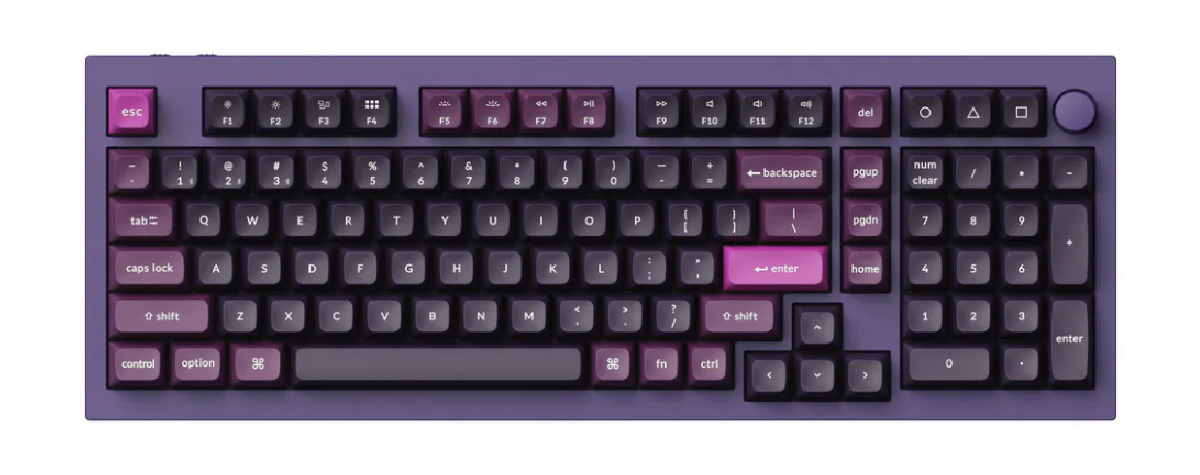 esc F1 F2 F3 F4 F5 F6 F7 F8 F9 F10 F11 F12 del
~ ! @ # $ % ^ & * ( ) — +
` 1 2 3 4 5 6 7 8 9 0 - = ← backspace pgup num clear / * -
tab Q W E R T Y U I O P { [ } ] | \ pgdn 7 8 9 +
caps lock A S D F G H J K L : ; " ' ↵ enter home 4 5 6
⇧ shift Z X C V B N M < , > . ? / ⇧ shift ^ 1 2 3 enter
control option ⌘ ⌘ fn ctrl ‹ ⌄ › 0 .